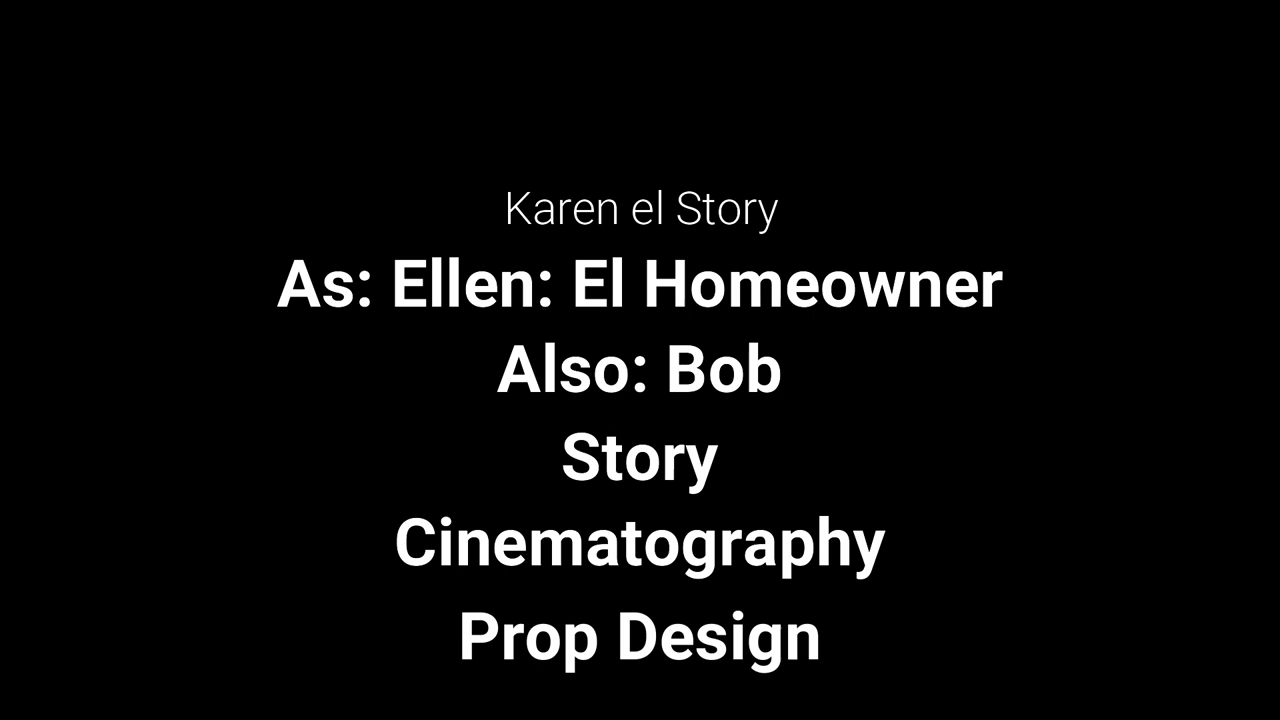 Karen el Story
As: Ellen: El Homeowner
Also: Bob
Story
Cinematography
Prop Design